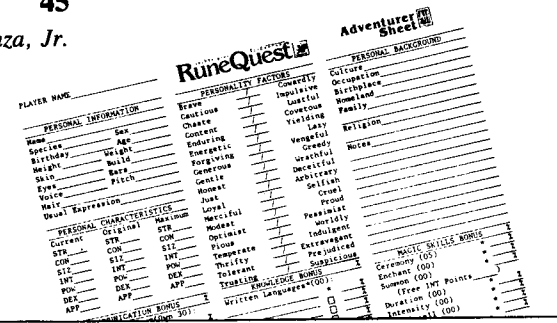 45
za, Jr.
PLAYER NAME
PERSONAL INFORMATION
Name Sex
Species Age
Birthday Weight
Height Build
Skin Ears
Eyes Pitch
Voice
Hair
Usual Expression
PERSONAL CHARACTERISTICS
Current Original Maximum
STR STR STR
CON CON CON
SIZ SIZ SIZ
INT INT INT
POW POW POW
DEX DEX DEX
APP APP APP
NICATION BONUS
RuneQuest
PERSONALITY FACTORS
Brave / Cowardly
Cautious / Impulsive
Chaste / Lustful
Content / Covetous
Enduring / Yielding
Energetic / Lazy
Forgiving / Vengeful
Generous / Greedy
Gentle / Wrathful
Honest / Deceitful
Just / Arbitrary
Loyal / Selfish
Merciful / Cruel
Modest / Proud
Optimist / Pessimist
Pious / Worldly
Temperate / Indulgent
Thrifty / Extravagant
Tolerant / Prejudiced
Trusting / Suspicious
KNOWLEDGE BONUS
Written Languages*(00):
Adventurer
Sheet
PERSONAL BACKGROUND
Culture
Occupation
Birthplace
Homeland
Family
Religion
Notes
MAGIC SKILLS BONUS
Ceremony (05)
Enchant (00)
Summon (00)
(Free INT Points
Duration (00)
Intensity